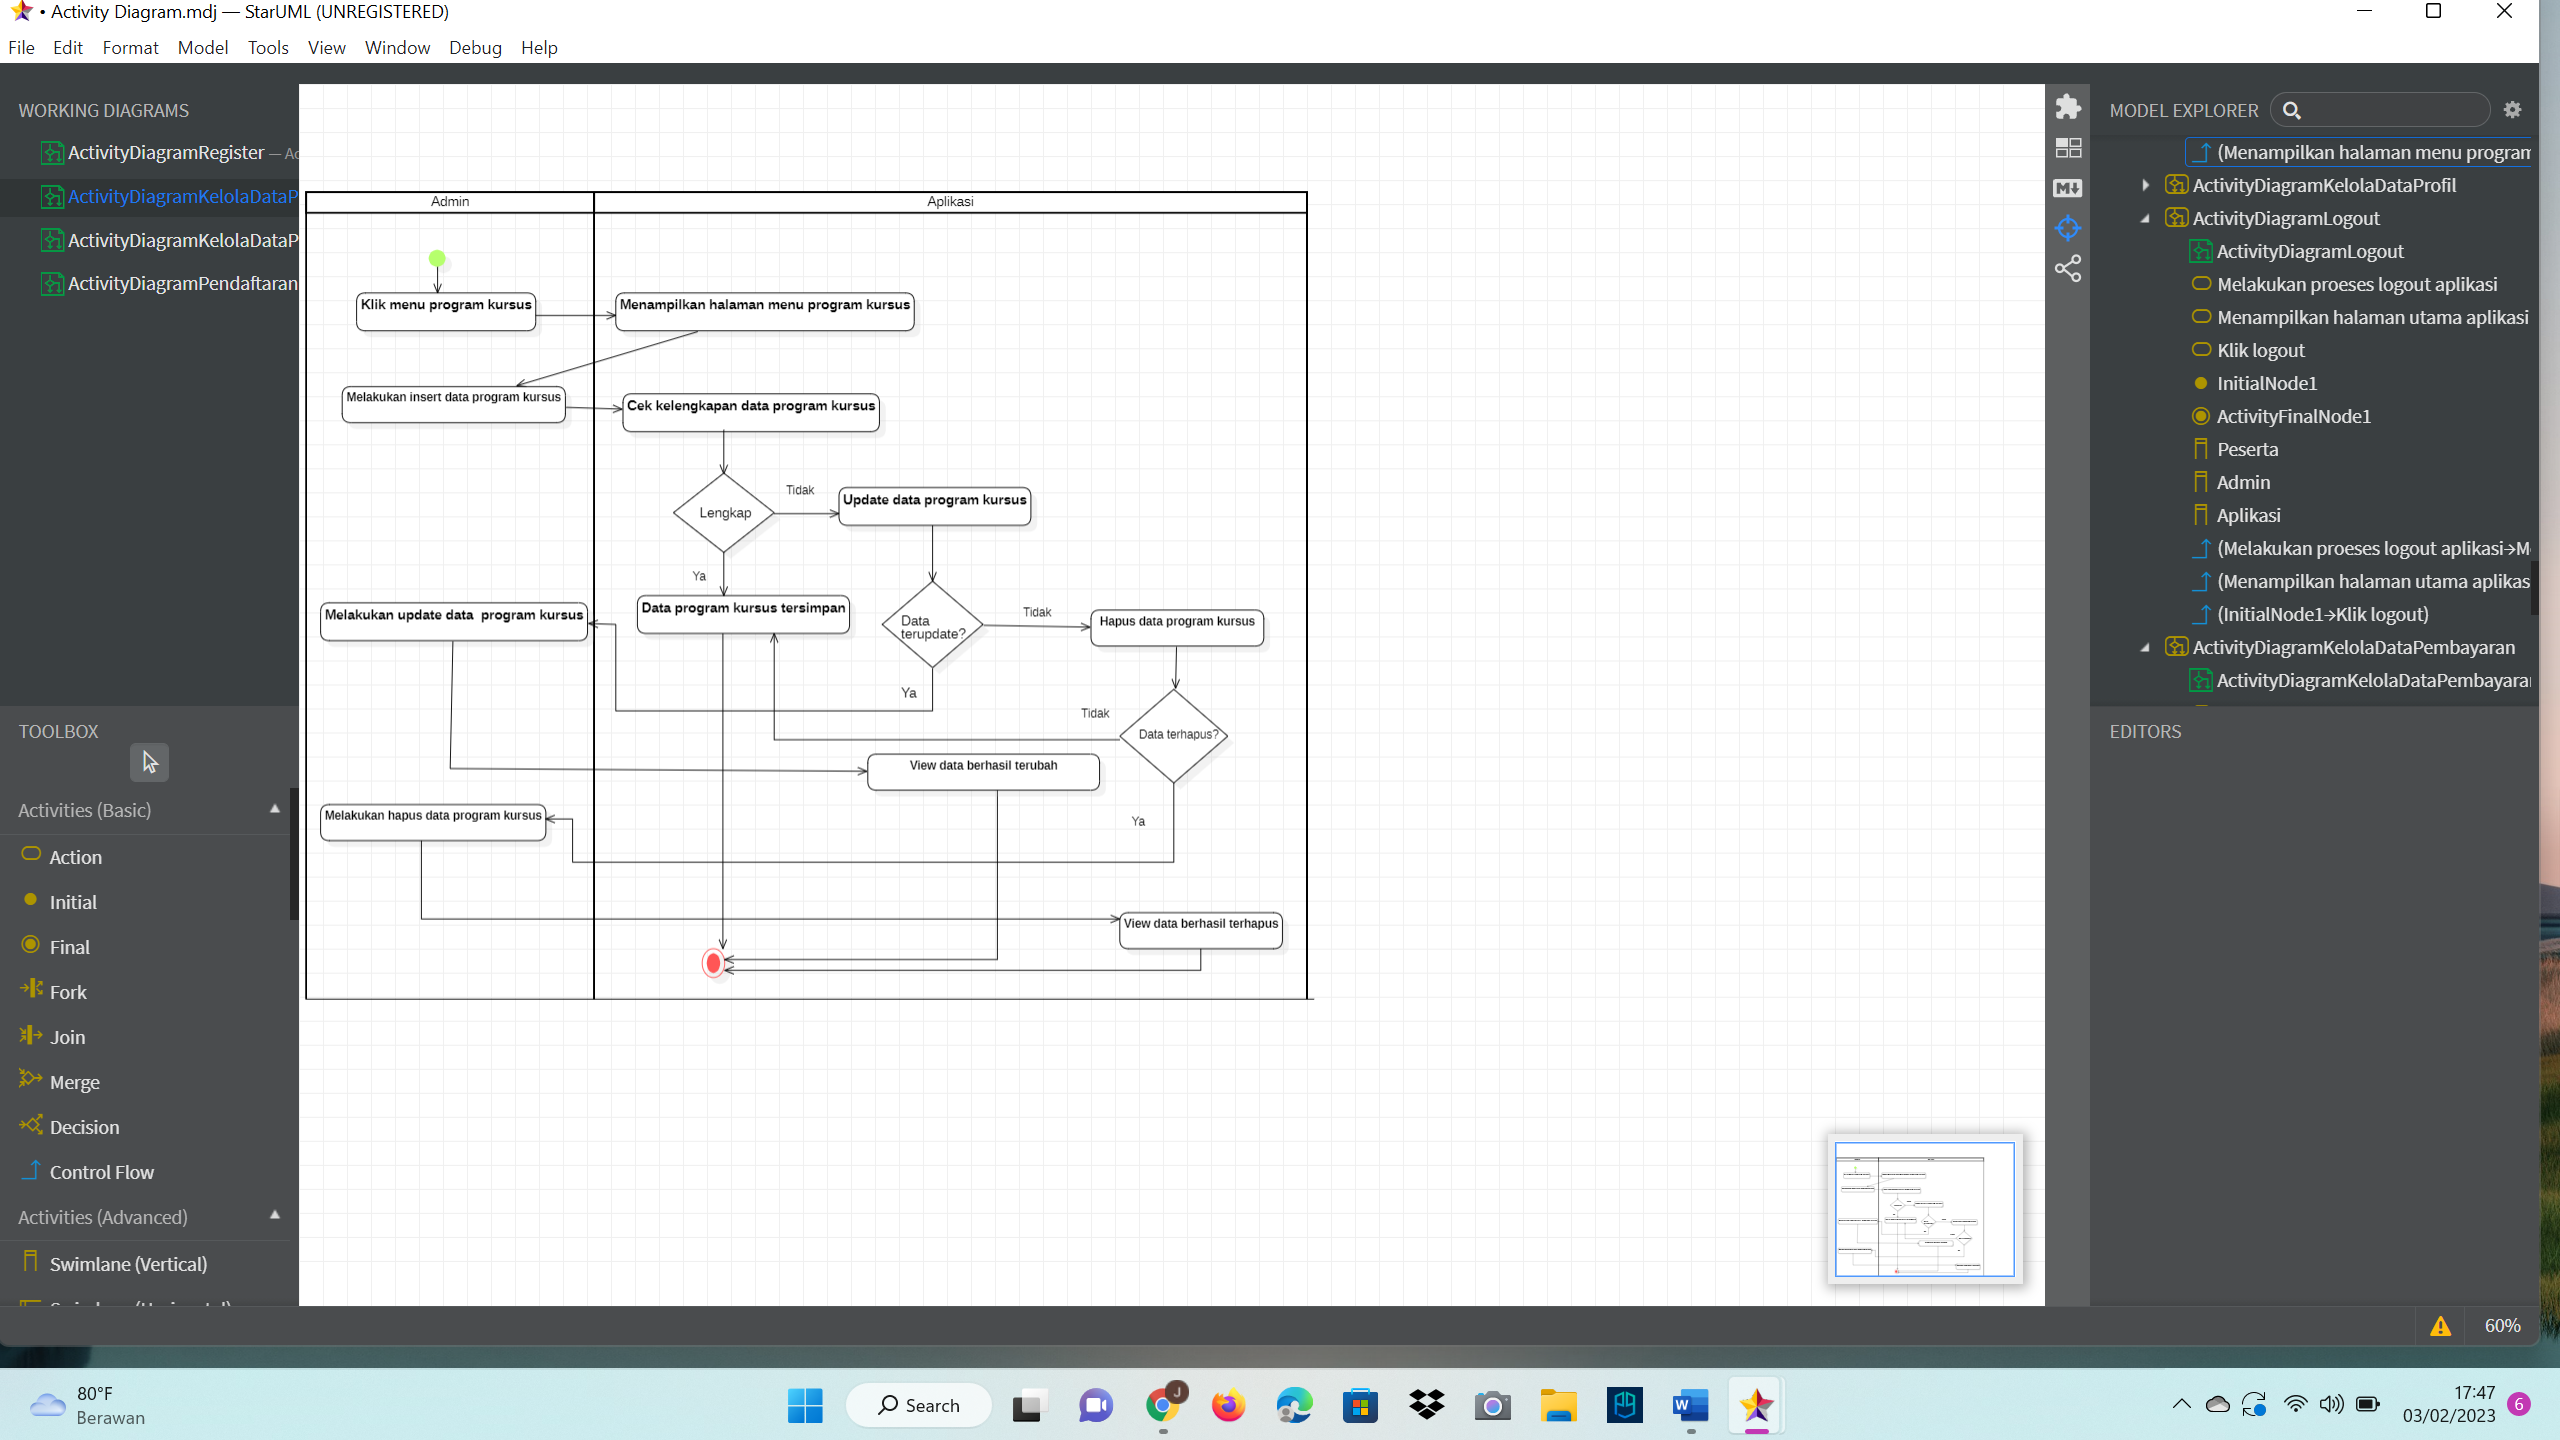 • Activity Diagram.mdj — StarUML (UNREGISTERED)
File Edit Format Model Tools View Window Debug Help
WORKING DIAGRAMS
ActivityDiagramRegister — Ac
ActivityDiagramKelolaDataP
ActivityDiagramKelolaDataP
ActivityDiagramPendaftaran
TOOLBOX
Activities (Basic)
Action
Initial
Final
Fork
Join
Merge
Decision
Control Flow
Activities (Advanced)
Swimlane (Vertical)
Admin
Aplikasi
Klik menu program kursus
Menampilkan halaman menu program kursus
Melakukan insert data program kursus
Cek kelengkapan data program kursus
Lengkap
Tidak
Update data program kursus
Ya
Melakukan update data  program kursus
Data program kursus tersimpan
Data
terupdate?
Tidak
Hapus data program kursus
Ya
Tidak
Data terhapus?
View data berhasil terubah
Melakukan hapus data program kursus
Ya
View data berhasil terhapus
MODEL EXPLORER
(Menampilkan halaman menu program
ActivityDiagramKelolaDataProfil
ActivityDiagramLogout
ActivityDiagramLogout
Melakukan proeses logout aplikasi
Menampilkan halaman utama aplikasi
Klik logout
InitialNode1
ActivityFinalNode1
Peserta
Admin
Aplikasi
(Melakukan proeses logout aplikasi→M
(Menampilkan halaman utama aplikas
(InitialNode1→Klik logout)
ActivityDiagramKelolaDataPembayaran
ActivityDiagramKelolaDataPembayara
EDITORS
60%
80°F
Berawan
Search
J
17:47
03/02/2023
6